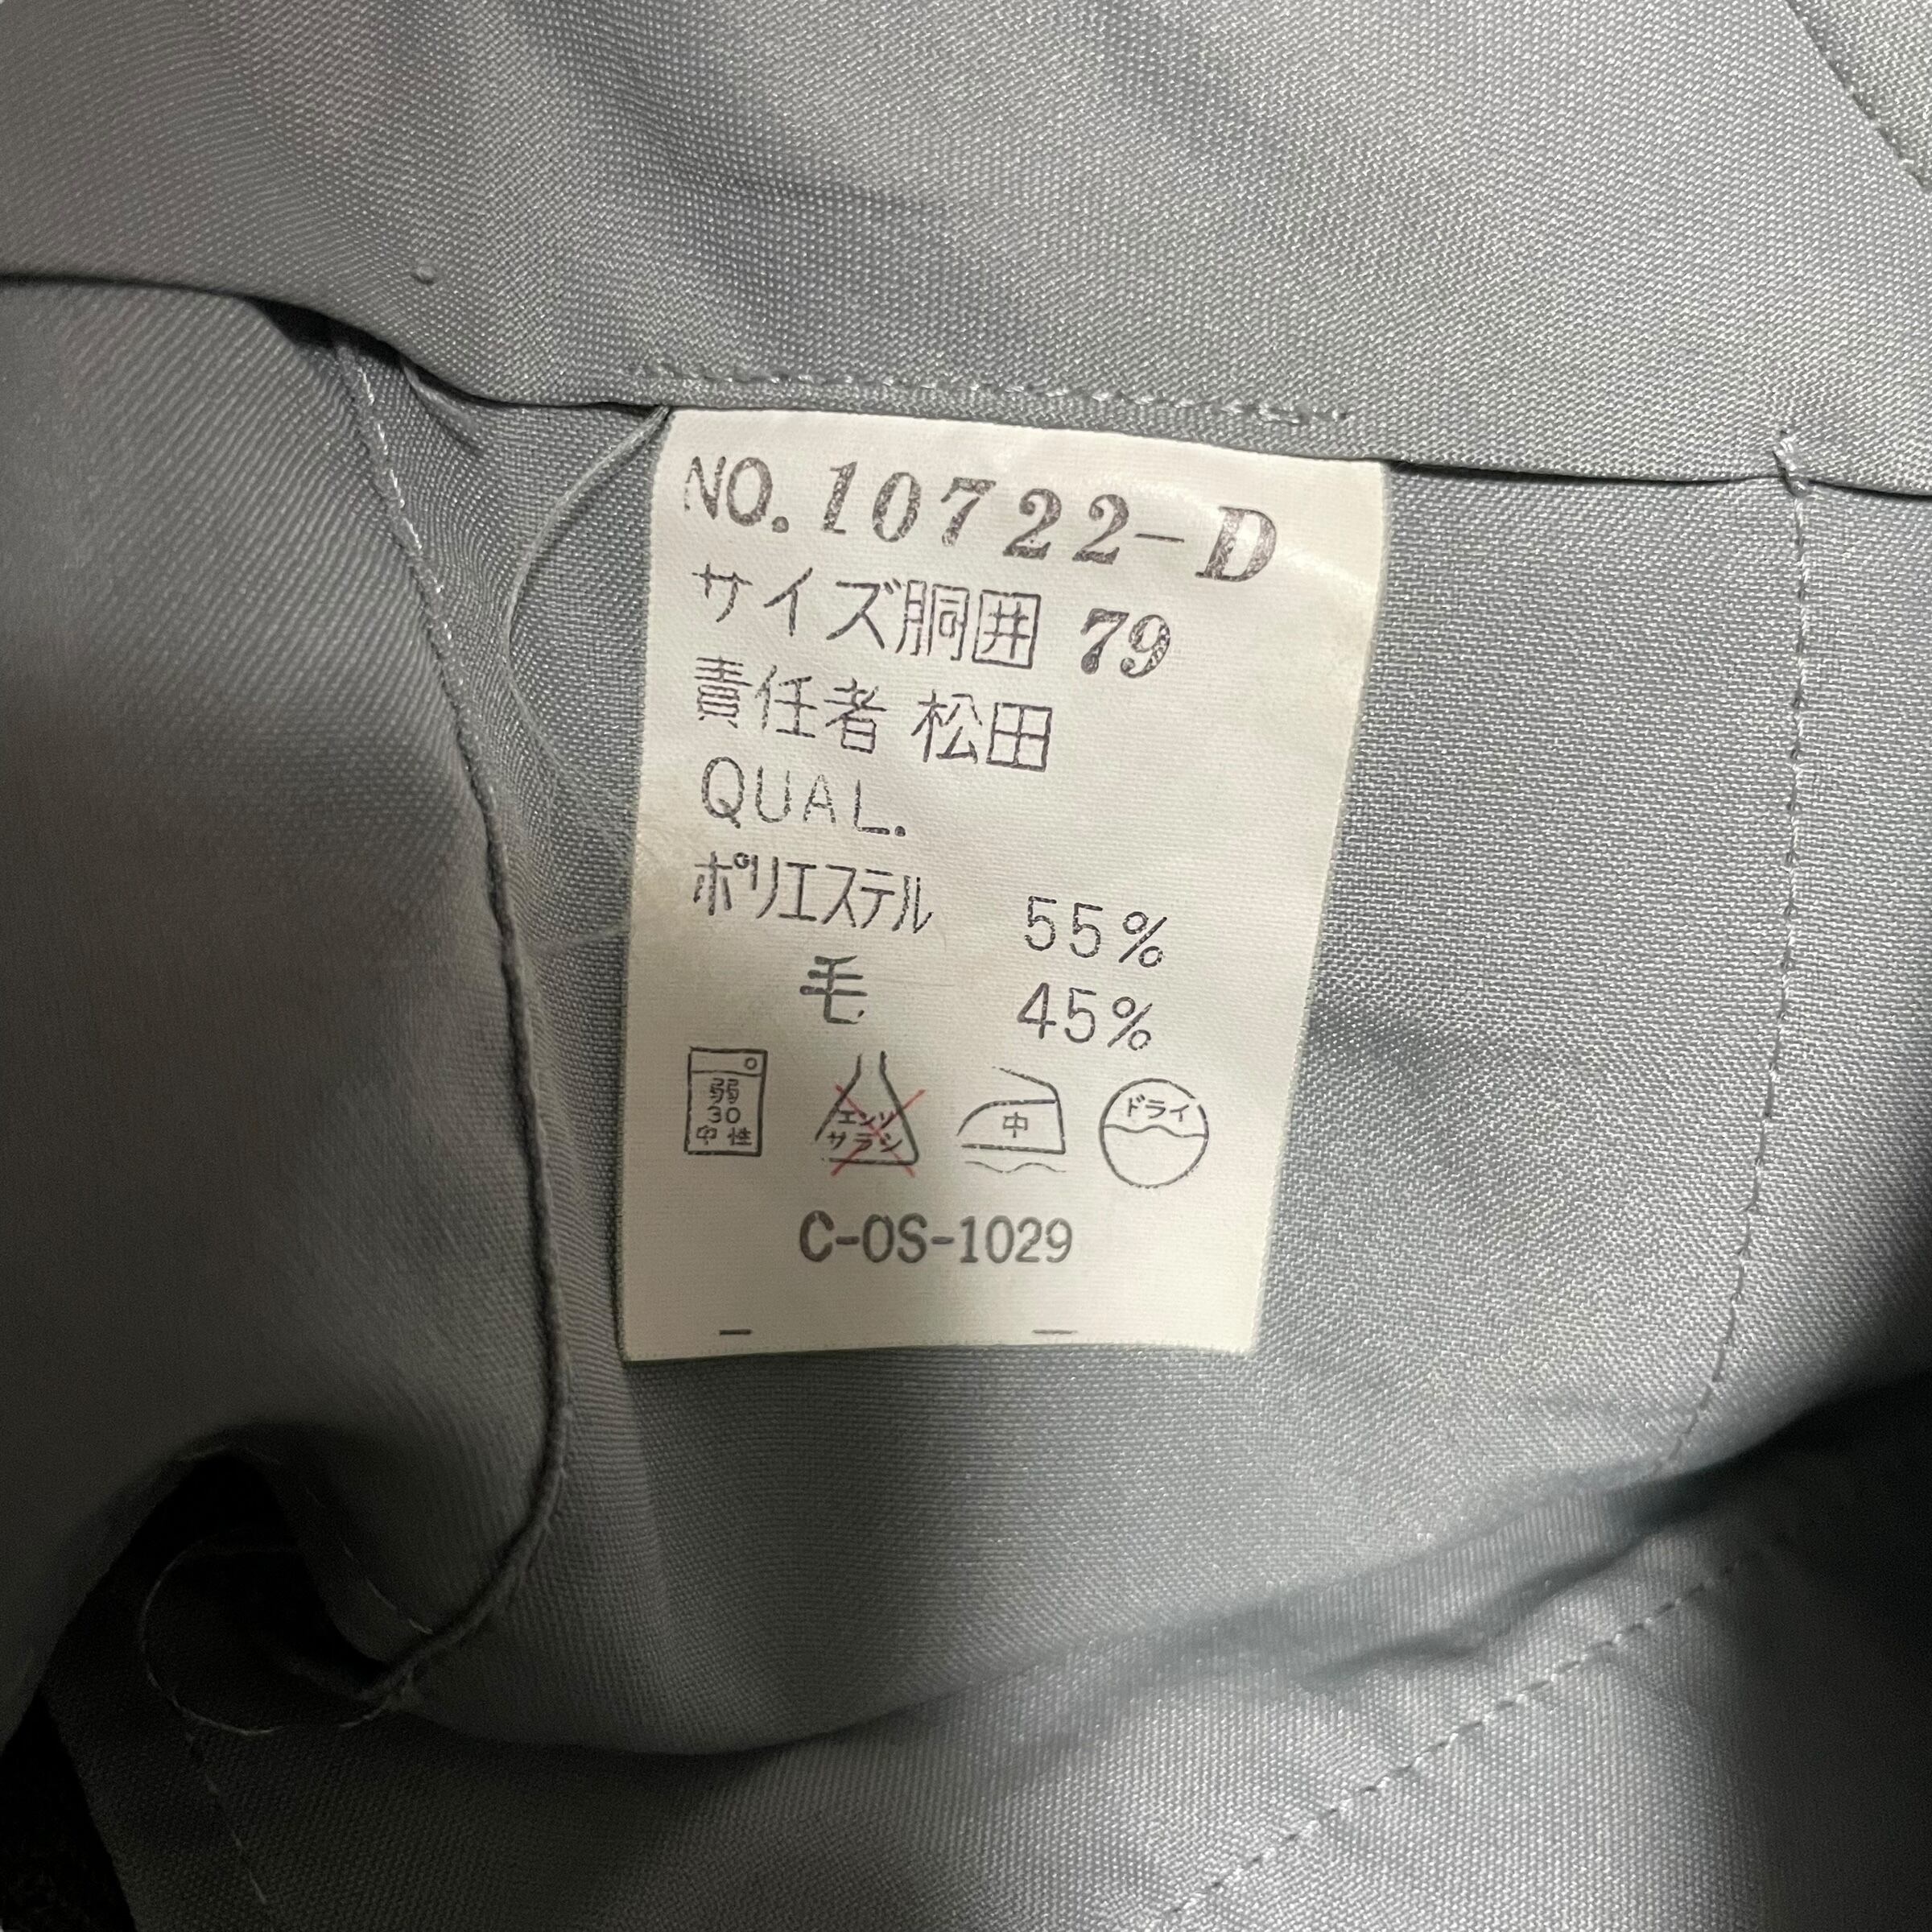 NO.10722-D
サイズ胴囲 79
責任者 松田
QUAL.
ポリエステル 55%
毛 45%
弱
30
中性
エンソ
サラシ
中
ドライ
C-OS-1029